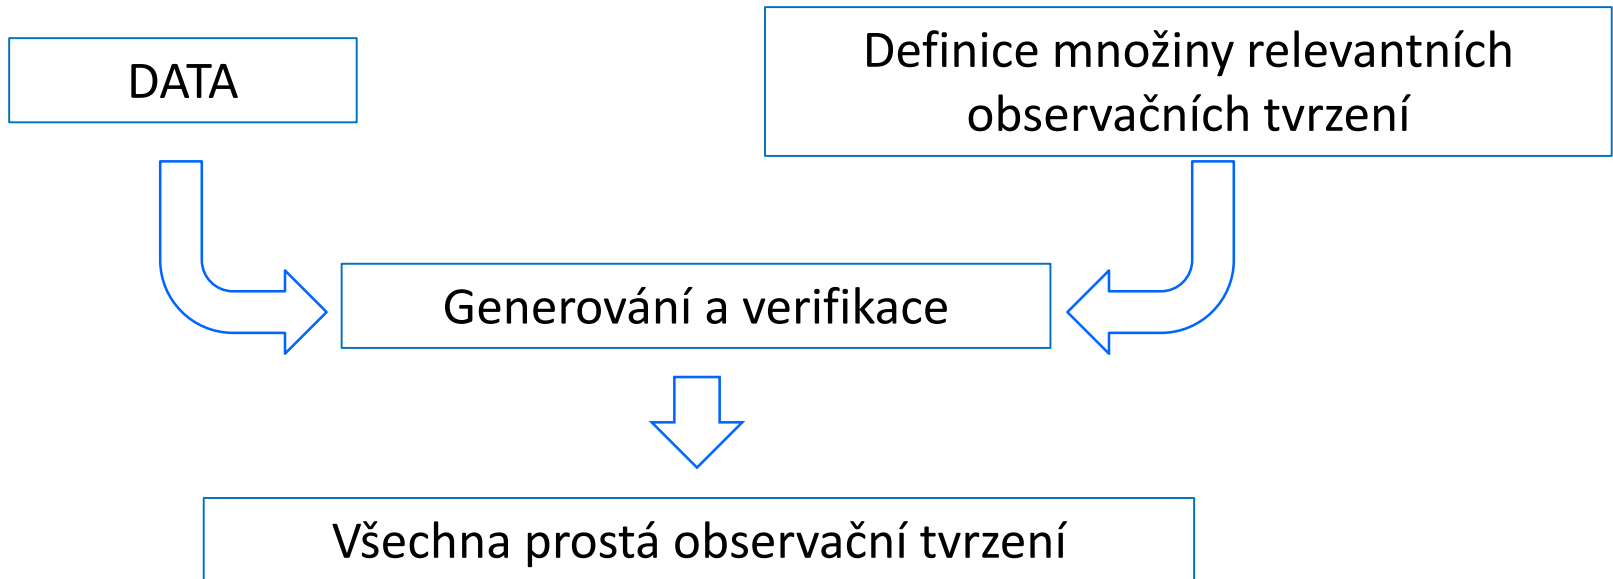 DATA
Definice množiny relevantních
observačních tvrzení
Generování a verifikace
Všechna prostá observační tvrzení